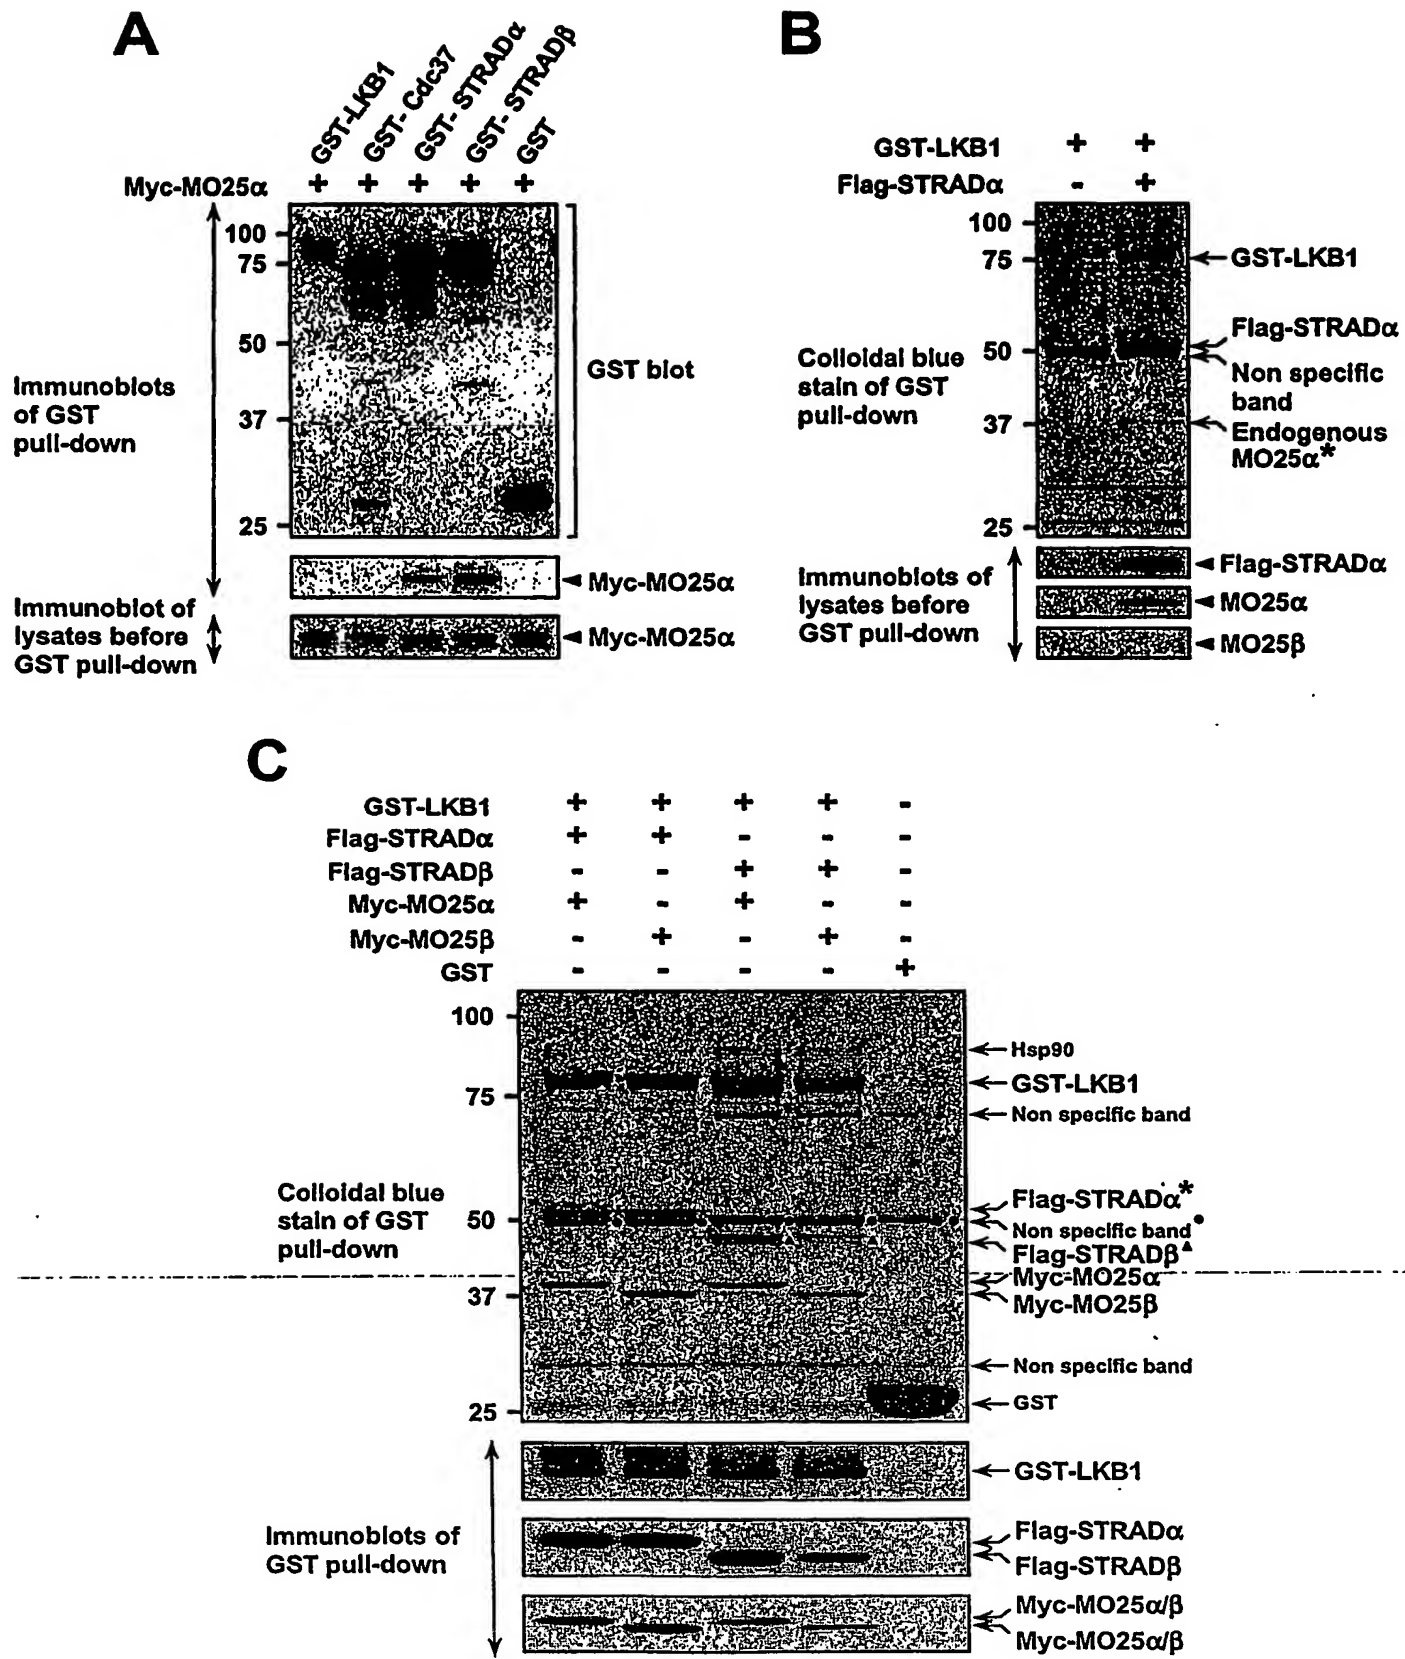 A
GST-LKB1
GST- Cdc37
GST- STRADα
GST- STRADβ
GST
Myc-MO25α + + + + +
100
75
50
37
25
Immunoblots
of GST
pull-down
GST blot
Myc-MO25α
Immunoblot of
lysates before
GST pull-down
Myc-MO25α
B
GST-LKB1 + +
Flag-STRADα - +
100
75
50
37
25
Colloidal blue
stain of GST
pull-down
GST-LKB1
Flag-STRADα
Non specific
band
Endogenous
MO25α*
Immunoblots of
lysates before
GST pull-down
Flag-STRADα
MO25α
MO25β
C
GST-LKB1 + + + + -
Flag-STRADα + + - - -
Flag-STRADβ - - + + -
Myc-MO25α + - + - -
Myc-MO25β - + - + -
GST - - - - +
100
75
50
37
25
Colloidal blue
stain of GST
pull-down
Hsp90
GST-LKB1
Non specific band
Flag-STRADα*
Non specific band•
Flag-STRADβ▲
Myc-MO25α
Myc-MO25β
Non specific band
GST
Immunoblots of
GST pull-down
GST-LKB1
Flag-STRADα
Flag-STRADβ
Myc-MO25α/β
Myc-MO25α/β